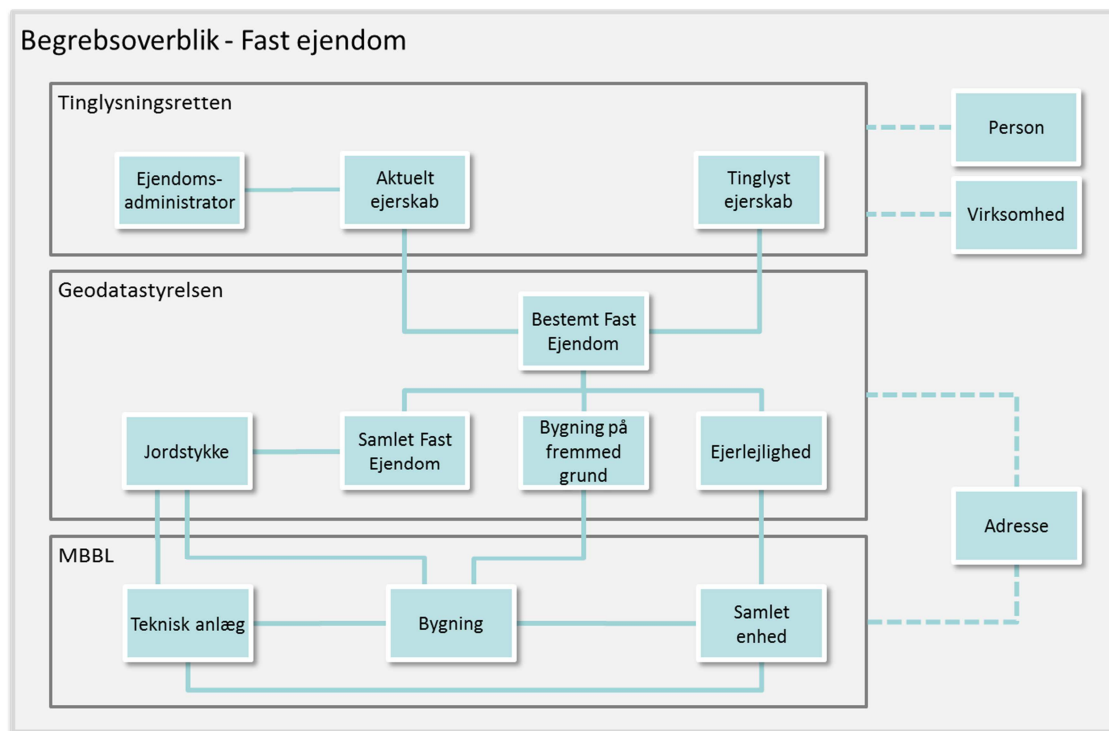 Begrebsoverblik - Fast ejendom
Tinglysningsretten
Ejendoms-
administrator
Aktuelt
ejerskab
Tinglyst
ejerskab
Person
Virksomhed
Geodatastyrelsen
Bestemt Fast
Ejendom
Jordstykke
Samlet Fast
Ejendom
Bygning på
fremmed
grund
Ejerlejlighed
Adresse
MBBL
Teknisk anlæg
Bygning
Samlet
enhed